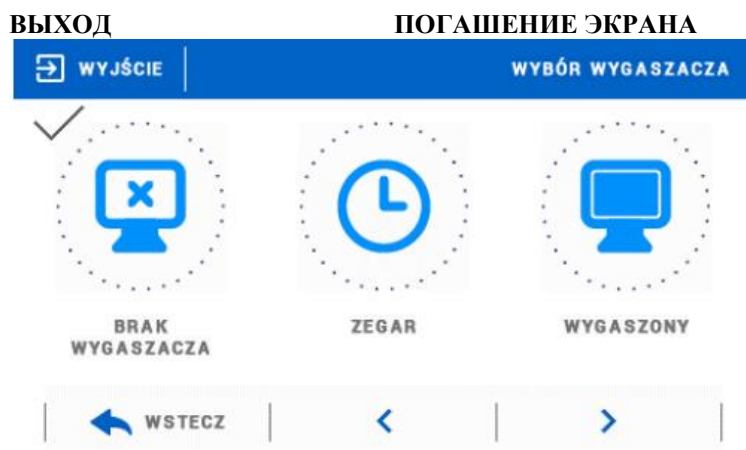 ВЫХОД ПОГАШЕНИЕ ЭКРАНА
WYJŚCIE WYBÓR WYGASZACZA
BRAK ZEGAR WYGASZONY
WYGASZACZA
WSTECZ